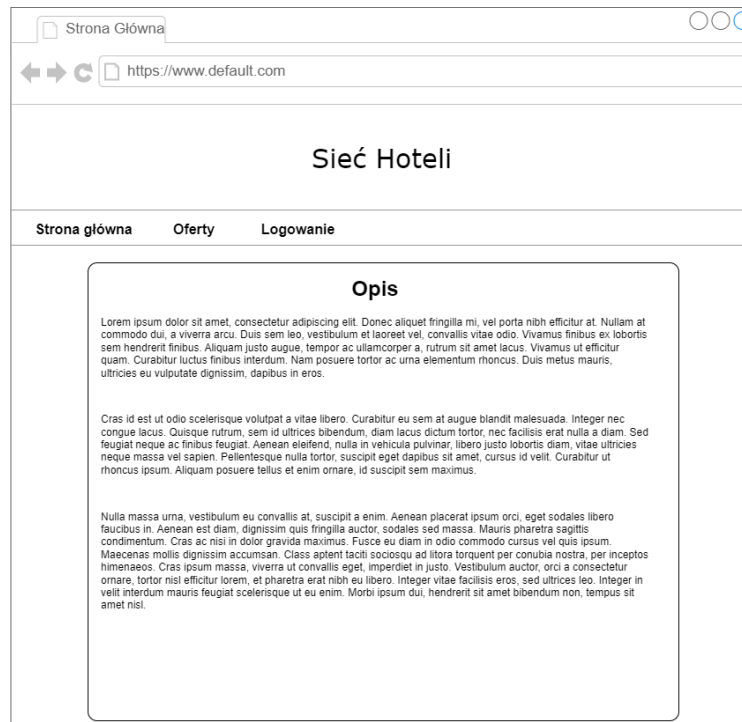 Strona Główna
https://www.default.com
Sieć Hoteli
Strona główna Oferty Logowanie
Opis
Lorem ipsum dolor sit amet, consectetur adipiscing elit. Donec aliquet fringilla mi, vel porta nibh efficitur at. Nullam at
commodo dui, a viverra arcu. Duis sem leo, vestibulum et laoreet vel, convallis vitae odio. Vivamus finibus ex lobortis
sem hendrerit finibus. Aliquam justo augue, tempor ac ullamcorper a, rutrum sit amet lacus. Vivamus ut efficitur
quam. Curabitur luctus finibus interdum. Nam posuere tortor ac urna elementum rhoncus. Duis metus mauris,
ultricies eu vulputate dignissim, dapibus in eros.
Cras id est ut odio scelerisque volutpat a vitae libero. Curabitur eu sem at augue blandit malesuada. Integer nec
congue lacus. Quisque rutrum, sem id ultrices bibendum, diam lacus dictum tortor, nec facilisis erat nulla a diam. Sed
feugiat neque ac finibus feugiat. Aenean eleifend, nulla in vehicula pulvinar, libero justo lobortis diam, vitae ultricies
neque massa vel sapien. Pellentesque nulla tortor, suscipit eget dapibus sit amet, cursus id velit. Curabitur ut
rhoncus ipsum. Aliquam posuere tellus et enim ornare, id suscipit sem maximus.
Nulla massa urna, vestibulum eu convallis at, suscipit a enim. Aenean placerat ipsum orci, eget sodales libero
faucibus in. Aenean est diam, dignissim quis fringilla auctor, sodales sed massa. Mauris pharetra sagittis
condimentum. Cras ac nisi in dolor gravida maximus. Fusce eu diam in odio commodo cursus vel quis ipsum.
Maecenas mollis dignissim accumsan. Class aptent taciti sociosqu ad litora torquent per conubia nostra, per inceptos
himenaeos. Cras ipsum massa, viverra ut convallis eget, imperdiet in justo. Vestibulum auctor, orci a consectetur
ornare, tortor nisl efficitur lorem, et pharetra erat nibh eu libero. Integer vitae facilisis eros, sed ultrices leo. Integer in
velit interdum mauris feugiat scelerisque ut eu enim. Morbi ipsum dui, hendrerit sit amet bibendum non, tempus sit
amet nisl.